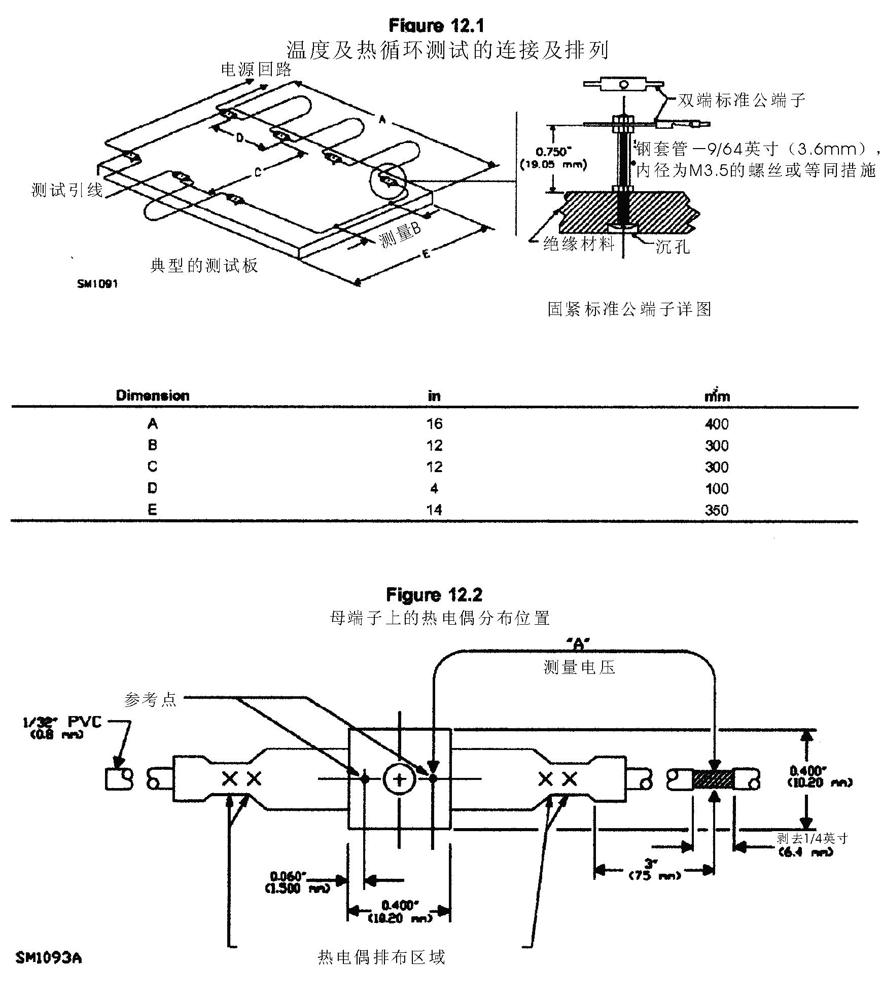 Figure 12.1
温度及热循环测试的连接及排列
电源回路
A
D
C
测试引线
测量B
E
典型的测试板
SM1091
双端标准公端子
0.750"
(19.05 mm)
钢套管－9/64英寸（3.6mm），
内径为M3.5的螺丝或等同措施
绝缘材料
沉孔
固紧标准公端子详图
Dimension in mm
A 16 400
B 12 300
C 12 300
D 4 100
E 14 350
Figure 12.2
母端子上的热电偶分布位置
"A"
测量电压
参考点
1/32" PVC
(0.8 mm)
0.400"
(10.20 mm)
剥去1/4英寸
(6.4 mm)
3"
(75 mm)
0.060"
(1.500 mm)
0.400"
(10.20 mm)
热电偶排布区域
SM1093A